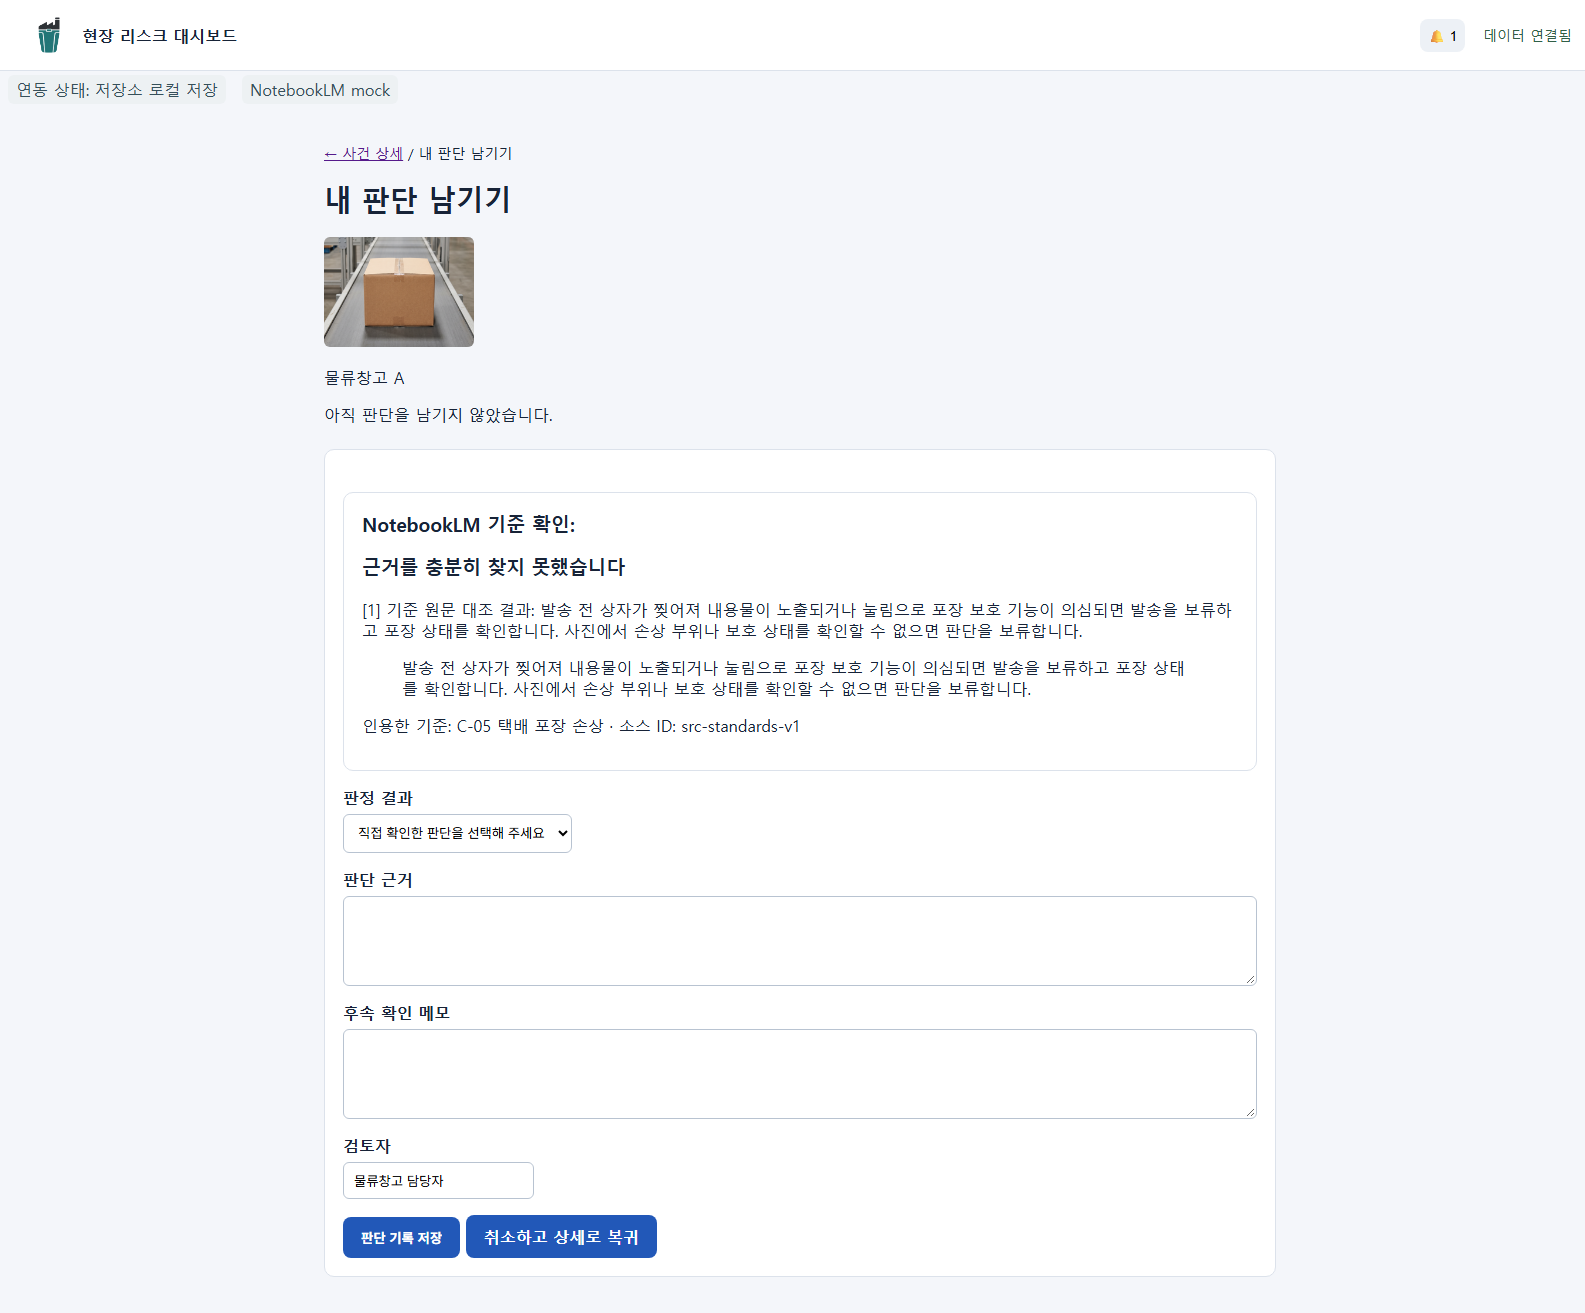 현장 리스크 대시보드
1
데이터 연결됨
연동 상태: 저장소 로컬 저장
NotebookLM mock
← 사건 상세 / 내 판단 남기기
내 판단 남기기
물류창고 A
아직 판단을 남기지 않았습니다.
NotebookLM 기준 확인:
근거를 충분히 찾지 못했습니다
[1] 기준 원문 대조 결과: 발송 전 상자가 찢어져 내용물이 노출되거나 눌림으로 포장 보호 기능이 의심되면 발송을 보류하
고 포장 상태를 확인합니다. 사진에서 손상 부위나 보호 상태를 확인할 수 없으면 판단을 보류합니다.
발송 전 상자가 찢어져 내용물이 노출되거나 눌림으로 포장 보호 기능이 의심되면 발송을 보류하고 포장 상태
를 확인합니다. 사진에서 손상 부위나 보호 상태를 확인할 수 없으면 판단을 보류합니다.
인용한 기준: C-05 택배 포장 손상 · 소스 ID: src-standards-v1
판정 결과
직접 확인한 판단을 선택해 주세요
판단 근거
후속 확인 메모
검토자
물류창고 담당자
판단 기록 저장
취소하고 상세로 복귀